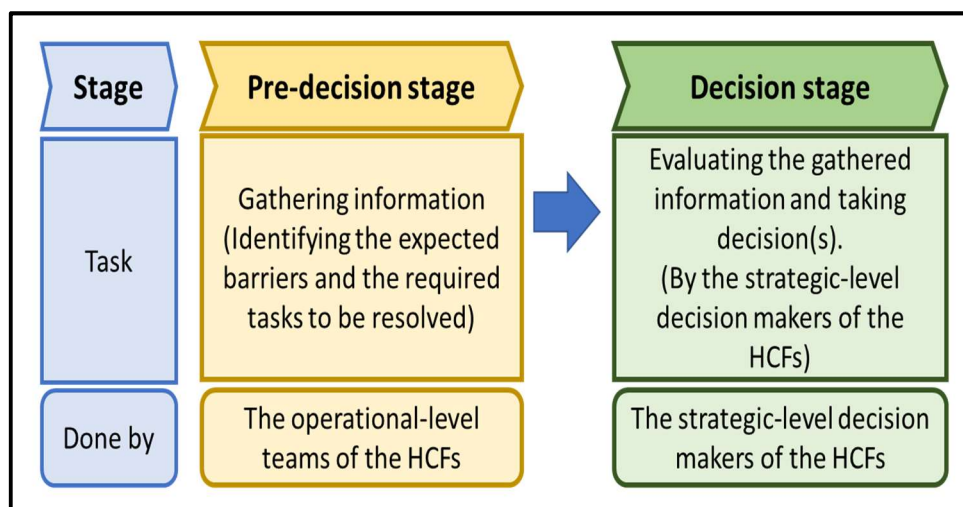 Stage
Pre-decision stage
Decision stage
Task
Gathering information
(Identifying the expected
barriers and the required
tasks to be resolved)
Evaluating the gathered
information and taking
decision(s).
(By the strategic-level
decision makers of the
HCFs)
Done by
The operational-level
teams of the HCFs
The strategic-level decision
makers of the HCFs